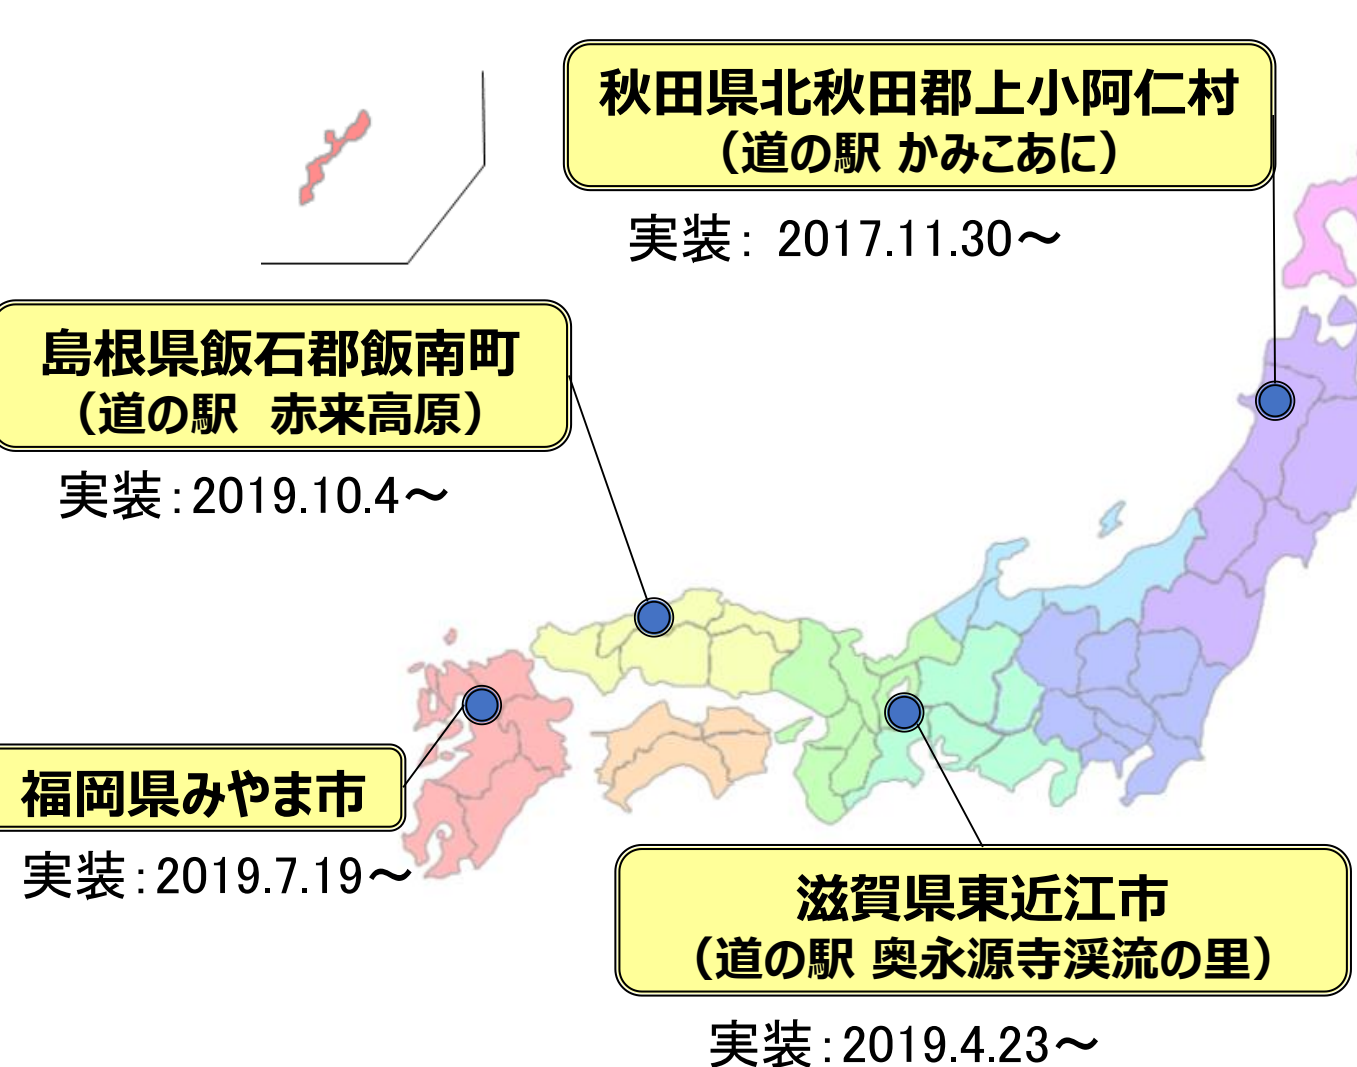 秋田県北秋田郡上小阿仁村
（道の駅 かみこあに）
実装： 2017.11.30～
島根県飯石郡飯南町
（道の駅　赤来高原）
実装：2019.10.4～
福岡県みやま市
実装：2019.7.19～
滋賀県東近江市
（道の駅 奥永源寺渓流の里）
実装：2019.4.23～